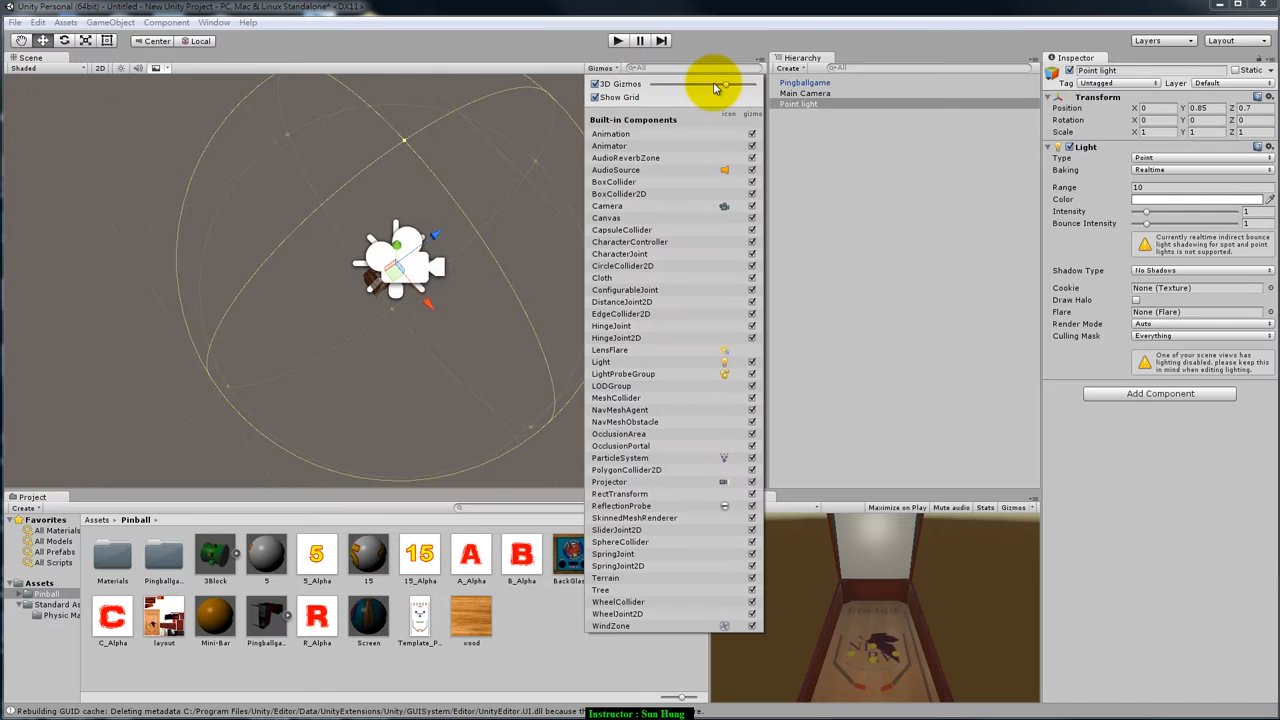 Unity Personal (64bit) - Untitled - New Unity Project - PC, Mac & Linux Standalone* <DX11>
File Edit Assets GameObject Component Window Help
Center Local
Layers Layout
Scene
Shaded 2D Gizmos All
3D Gizmos
Show Grid
icon gizmo
Built-in Components
Animation
Animator
AudioReverbZone
AudioSource
BoxCollider
BoxCollider2D
Camera
Canvas
CapsuleCollider
CharacterController
CharacterJoint
CircleCollider2D
Cloth
ConfigurableJoint
DistanceJoint2D
EdgeCollider2D
HingeJoint
HingeJoint2D
LensFlare
Light
LightProbeGroup
LODGroup
MeshCollider
NavMeshAgent
NavMeshObstacle
OcclusionArea
OcclusionPortal
ParticleSystem
PolygonCollider2D
Projector
RectTransform
ReflectionProbe
SkinnedMeshRenderer
SliderJoint2D
SphereCollider
SpringJoint
SpringJoint2D
Terrain
Tree
WheelCollider
WheelJoint2D
WindZone
Hierarchy
Create All
Pingballgame
Main Camera
Point light
Inspector
Point light Static
Tag Untagged Layer Default
Transform
Position X 0 Y 0.85 Z 0.7
Rotation X 0 Y 0 Z 0
Scale X 1 Y 1 Z 1
Light
Type Point
Baking Realtime
Range 10
Color
Intensity 1
Bounce Intensity 1
Currently realtime indirect bounce
light shadowing for spot and point
lights is not supported.
Shadow Type No Shadows
Cookie None (Texture)
Draw Halo
Flare None (Flare)
Render Mode Auto
Culling Mask Everything
One of your scene views has
lighting disabled, please keep this
in mind when editing lighting.
Add Component
Project
Create
Favorites
All Materials
All Models
All Prefabs
All Scripts
Assets
Pinball
Standard As
Physic Ma
Assets Pinball
5 15 A B
Materials Pingballg... 3Block 5 5_Alpha 15 15_Alpha A_Alpha B_Alpha BackGlas
C R
C_Alpha layout Mini-Bar Pingballg... R_Alpha Screen Template_P... wood
Maximize on Play Mute audio Stats Gizmos
Rebuilding GUID cache: Deleting metadata C:/Program Files/Unity/Editor/Data/UnityExtensions/Unity/GUISystem/Editor/UnityEditor.UI.dll because th
Instructor : Sun Hung
re.